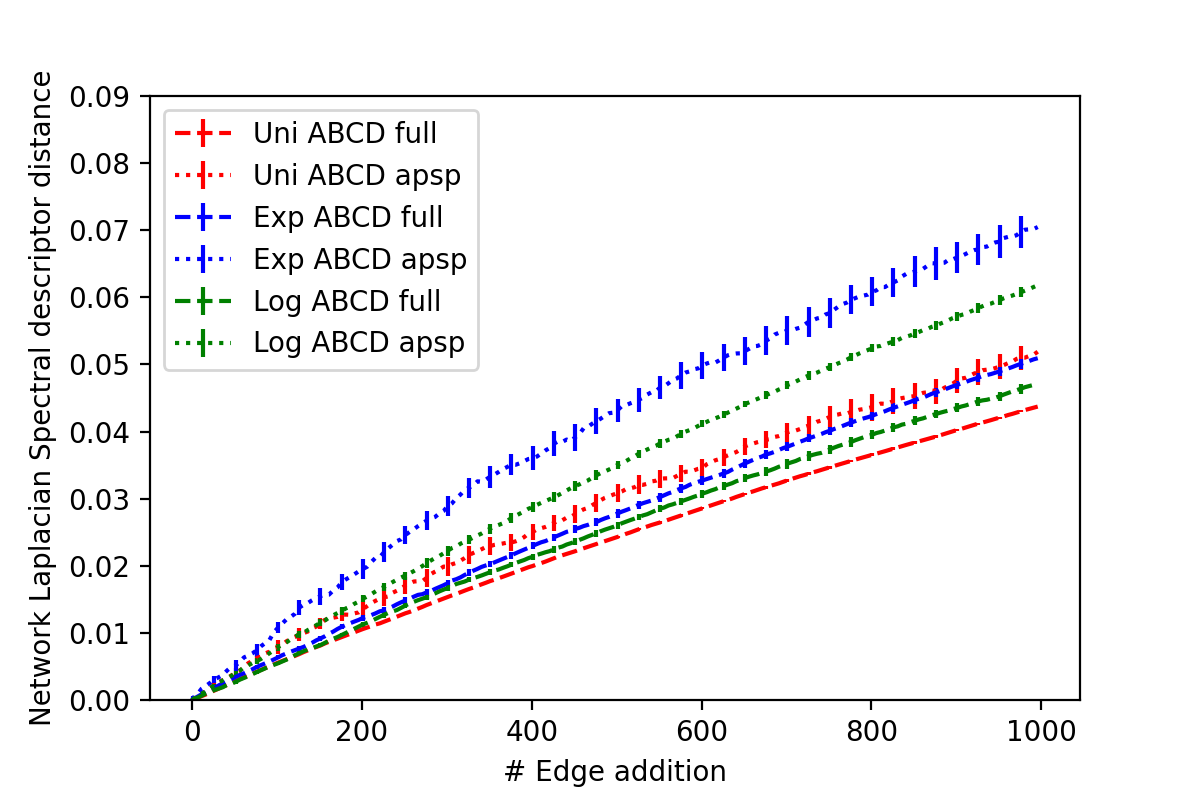 Network Laplacian Spectral descriptor distance
0.09
0.08
0.07
0.06
0.05
0.04
0.03
0.02
0.01
0.00
Uni ABCD full
Uni ABCD apsp
Exp ABCD full
Exp ABCD apsp
Log ABCD full
Log ABCD apsp
0 200 400 600 800 1000
# Edge addition